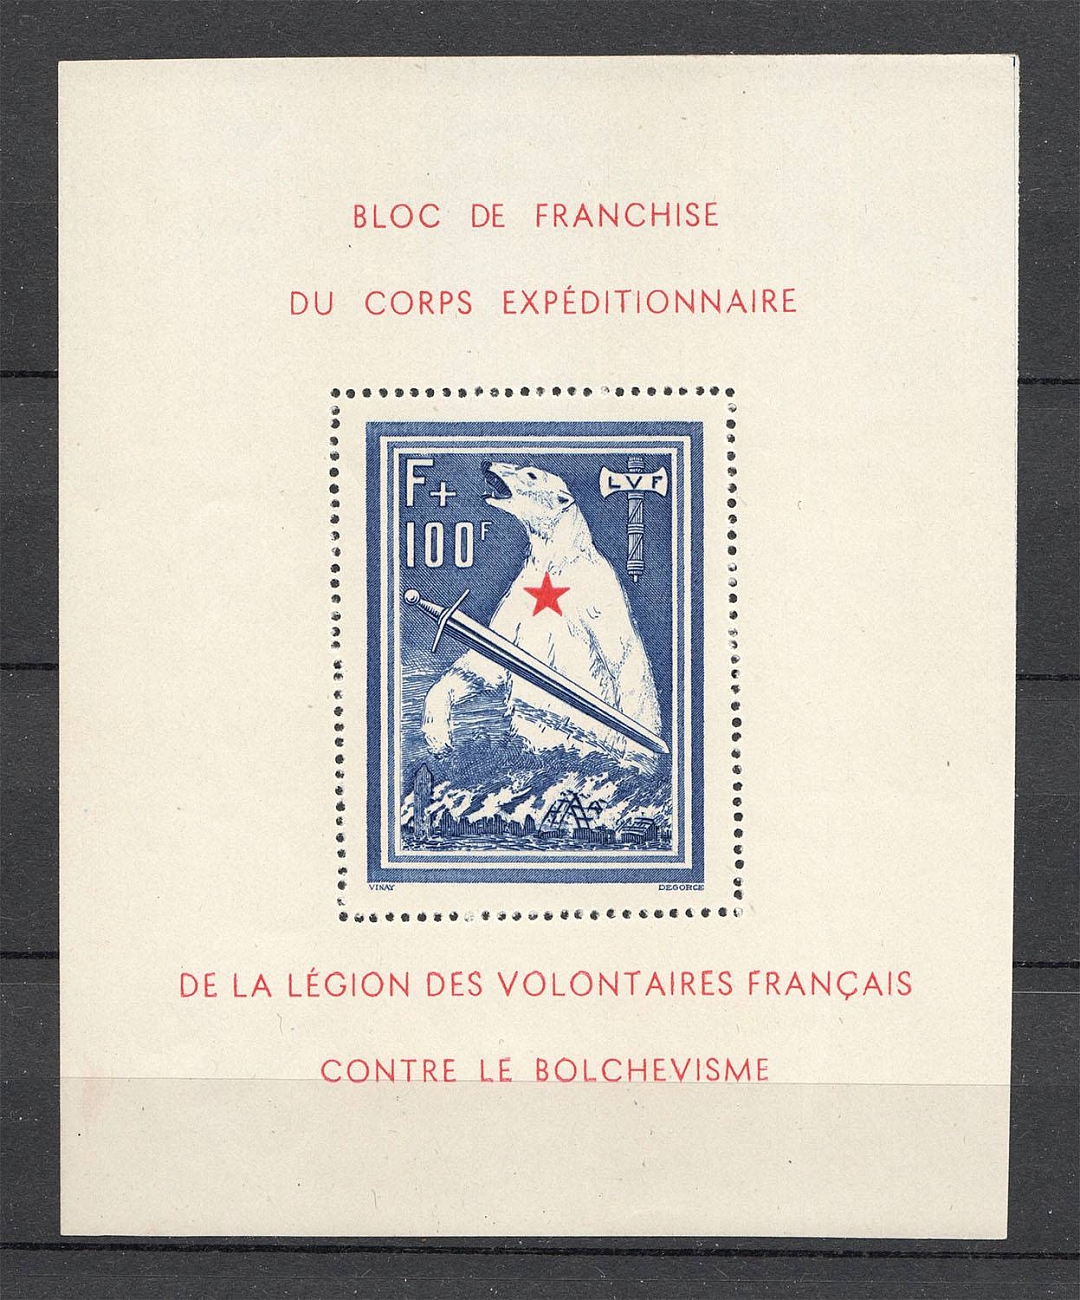 BLOC DE FRANCHISE
DU CORPS EXPÉDITIONNAIRE
F+
100F
LVF
VINAY DEGORCE
DE LA LÉGION DES VOLONTAIRES FRANÇAIS
CONTRE LE BOLCHEVISME